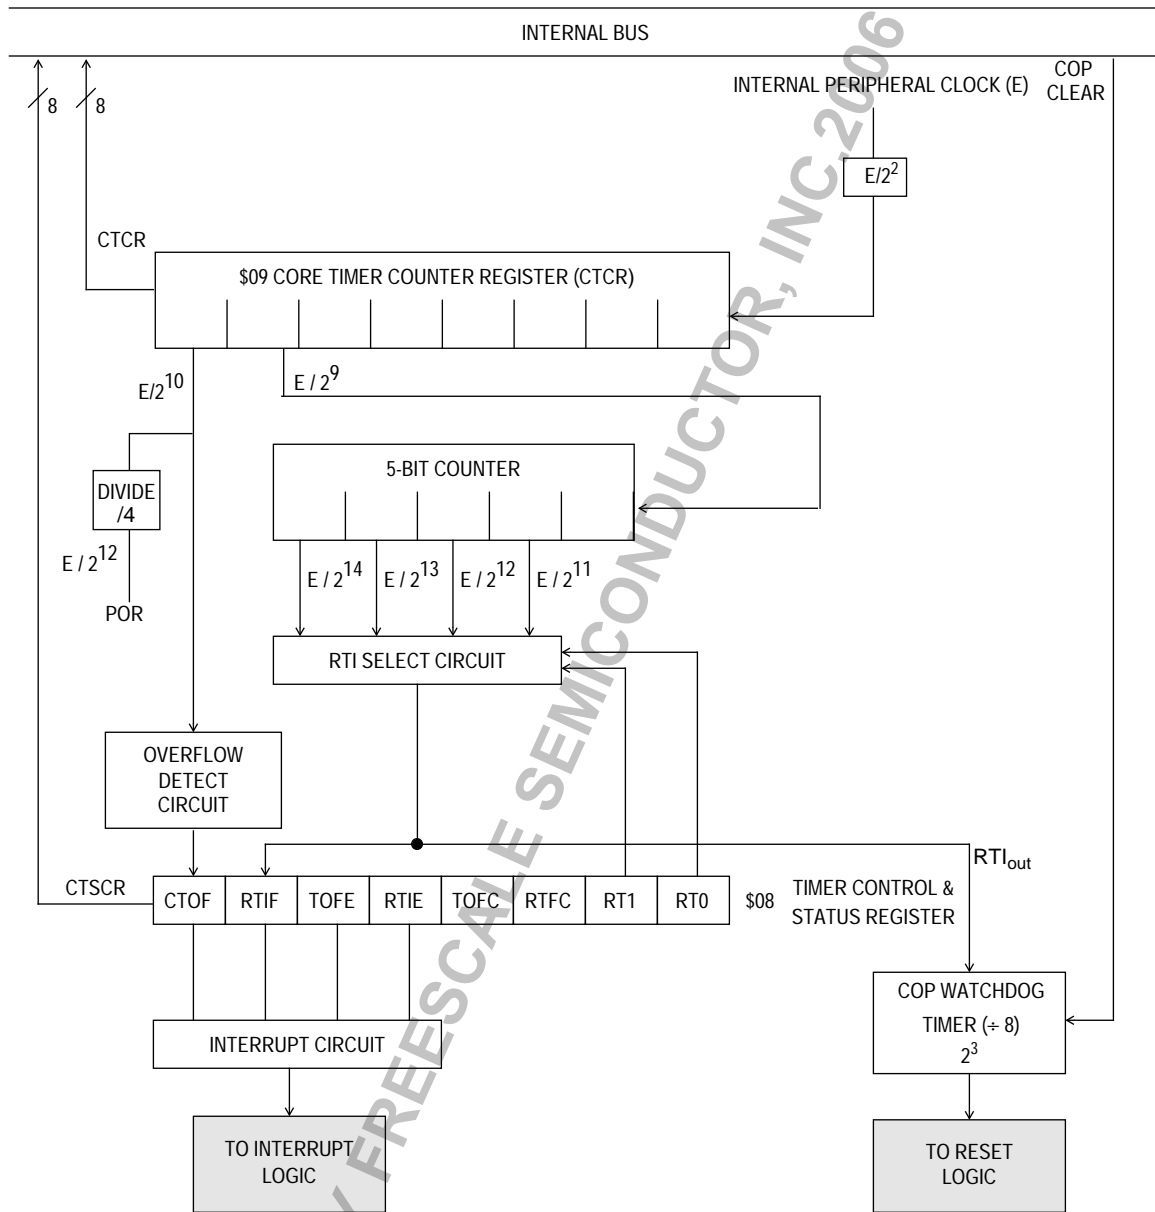 INTERNAL BUS
8
8
INTERNAL PERIPHERAL CLOCK (E)
COP
CLEAR
E/2²
CTCR
$09 CORE TIMER COUNTER REGISTER (CTCR)
E/2¹⁰
E / 2⁹
5-BIT COUNTER
DIVIDE
/4
E / 2¹²
POR
E / 2¹⁴
E / 2¹³
E / 2¹²
E / 2¹¹
RTI SELECT CIRCUIT
OVERFLOW
DETECT
CIRCUIT
RTIout
CTSCR
CTOF
RTIF
TOFE
RTIE
TOFC
RTFC
RT1
RT0
$08
TIMER CONTROL &
STATUS REGISTER
COP WATCHDOG
TIMER (÷ 8)
2³
INTERRUPT CIRCUIT
TO INTERRUPT
LOGIC
TO RESET
LOGIC
FREESCALE SEMICONDUCTOR, INC.2006